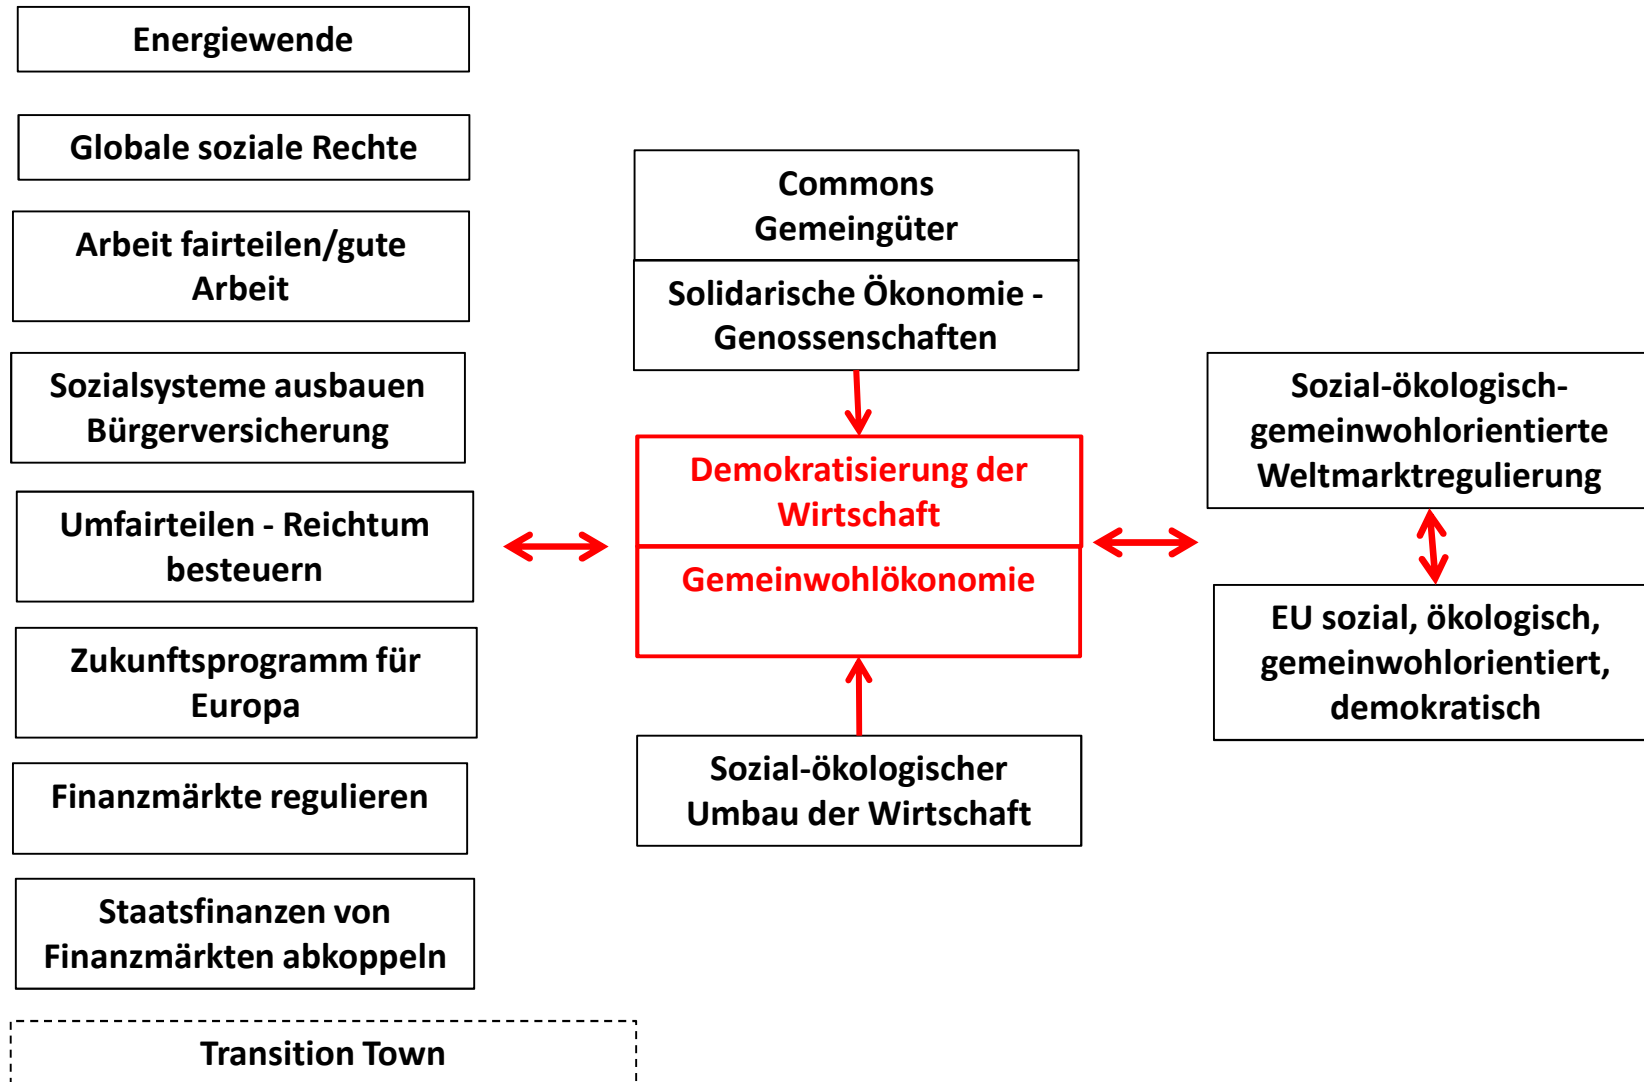 Energiewende
Globale soziale Rechte
Arbeit fairteilen/gute
Arbeit
Sozialsysteme ausbauen
Bürgerversicherung
Umfairteilen - Reichtum
besteuern
Zukunftsprogramm für
Europa
Finanzmärkte regulieren
Staatsfinanzen von
Finanzmärkten abkoppeln
Transition Town
Commons
Gemeingüter
Solidarische Ökonomie -
Genossenschaften
Demokratisierung der
Wirtschaft
Gemeinwohlökonomie
Sozial-ökologischer
Umbau der Wirtschaft
Sozial-ökologisch-
gemeinwohlorientierte
Weltmarktregulierung
EU sozial, ökologisch,
gemeinwohlorientiert,
demokratisch